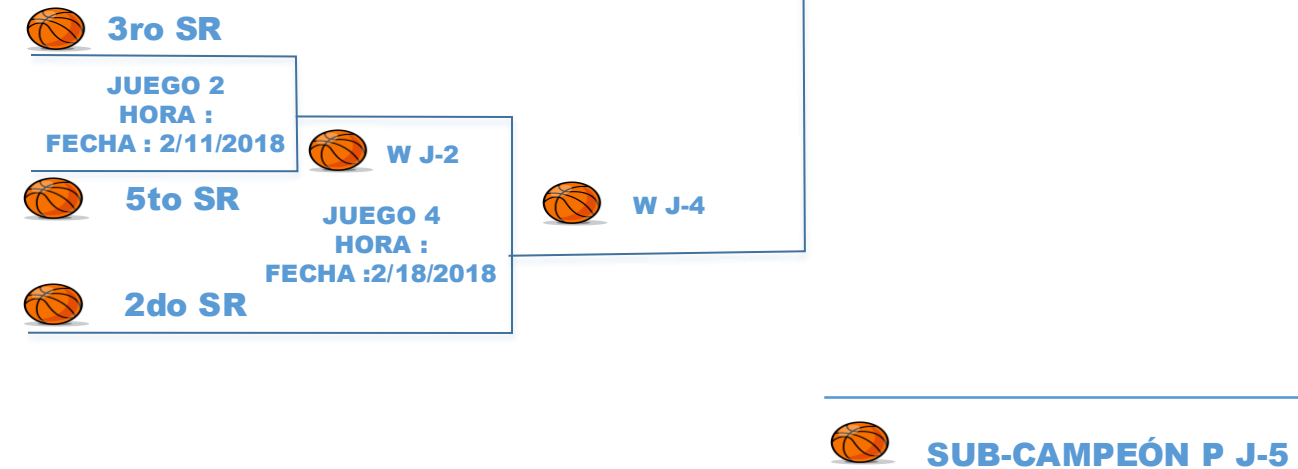 3ro SR
JUEGO 2
HORA :
FECHA : 2/11/2018
W J-2
5to SR
W J-4
JUEGO 4
HORA :
FECHA :2/18/2018
2do SR
SUB-CAMPEÓN P J-5